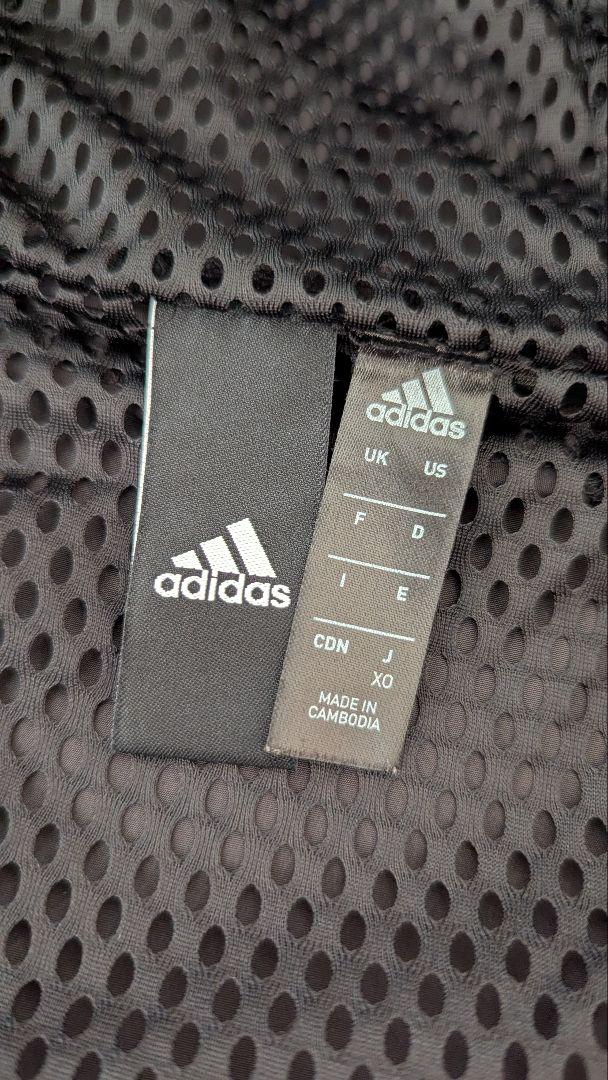 adidas
adidas
UK US
F D
I E
CDN J
XO
MADE IN
CAMBODIA